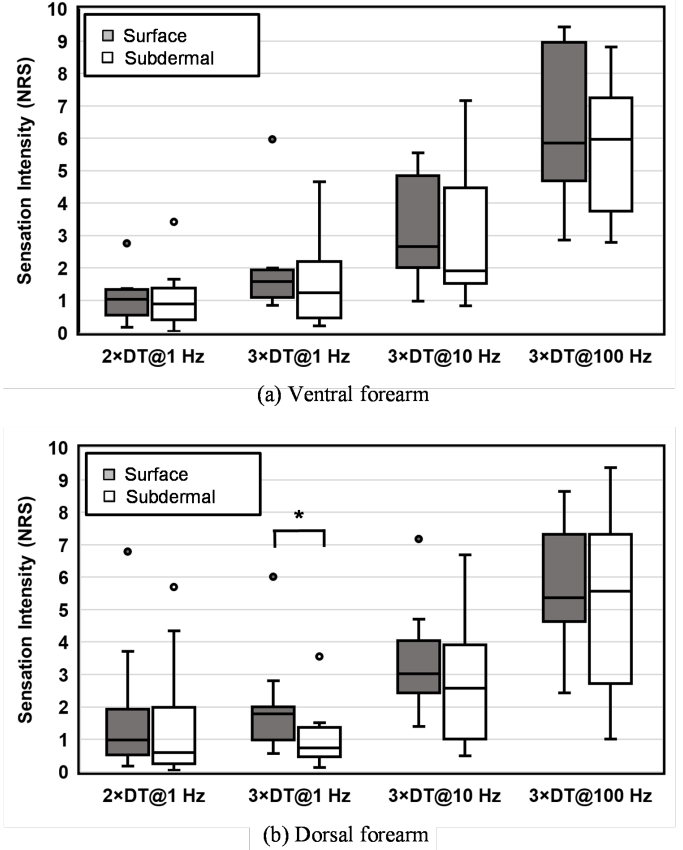 10
9
8
7
6
5
4
3
2
1
0
Sensation Intensity (NRS)
Surface
Subdermal
2×DT@1 Hz 3×DT@1 Hz 3×DT@10 Hz 3×DT@100 Hz
(a) Ventral forearm
10
9
8
7
6
5
4
3
2
1
0
Sensation Intensity (NRS)
Surface
Subdermal
*
2×DT@1 Hz 3×DT@1 Hz 3×DT@10 Hz 3×DT@100 Hz
(b) Dorsal forearm